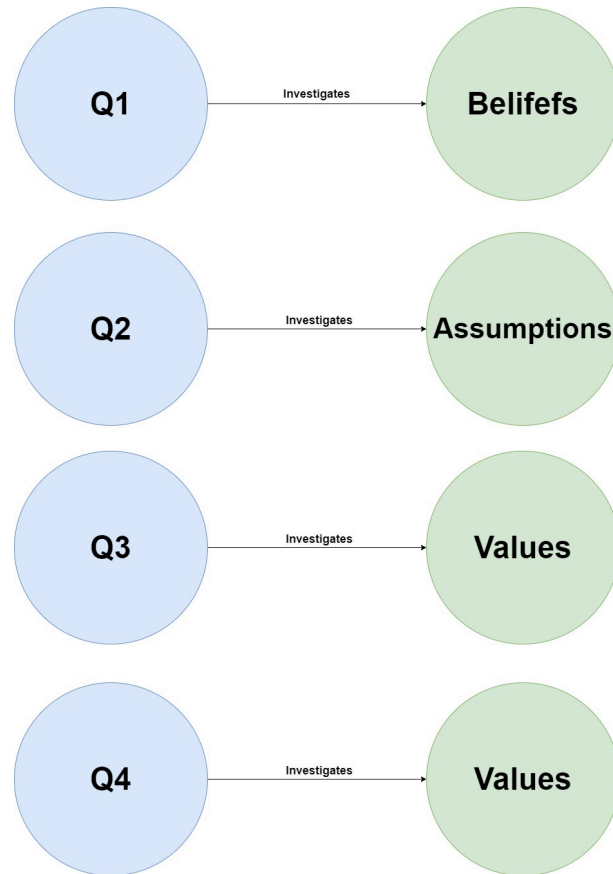 Q1
Investigates
Belifefs
Q2
Investigates
Assumptions
Q3
Investigates
Values
Q4
Investigates
Values